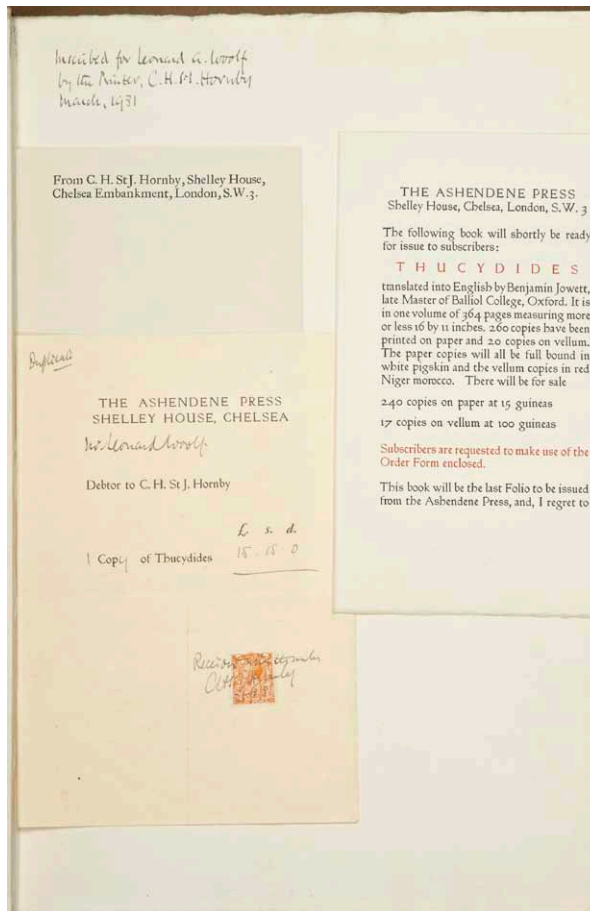 Inscribed for Leonard A. Woolf
by the Printer, C.H. St J. Hornby
March, 1931
From C. H. St J. Hornby, Shelley House,
Chelsea Embankment, London, S.W.3.
Duplicate
THE ASHENDENE PRESS
SHELLEY HOUSE, CHELSEA
Mr. Leonard Woolf.
Debtor to C. H. St J. Hornby
£ s. d.
1 Copy of Thucydides 15 . 15 . 0
Received
THE ASHENDENE PRESS
Shelley House, Chelsea, London, S.W. 3
The following book will shortly be ready
for issue to subscribers:
THUCYDIDES
translated into English by Benjamin Jowett,
late Master of Balliol College, Oxford. It is
in one volume of 364 pages measuring more
or less 16 by 11 inches. 260 copies have been
printed on paper and 20 copies on vellum.
The paper copies will all be full bound in
white pigskin and the vellum copies in red
Niger morocco. There will be for sale
240 copies on paper at 15 guineas
17 copies on vellum at 100 guineas
Subscribers are requested to make use of the
Order Form enclosed.
This book will be the last Folio to be issued
from the Ashendene Press, and, I regret to